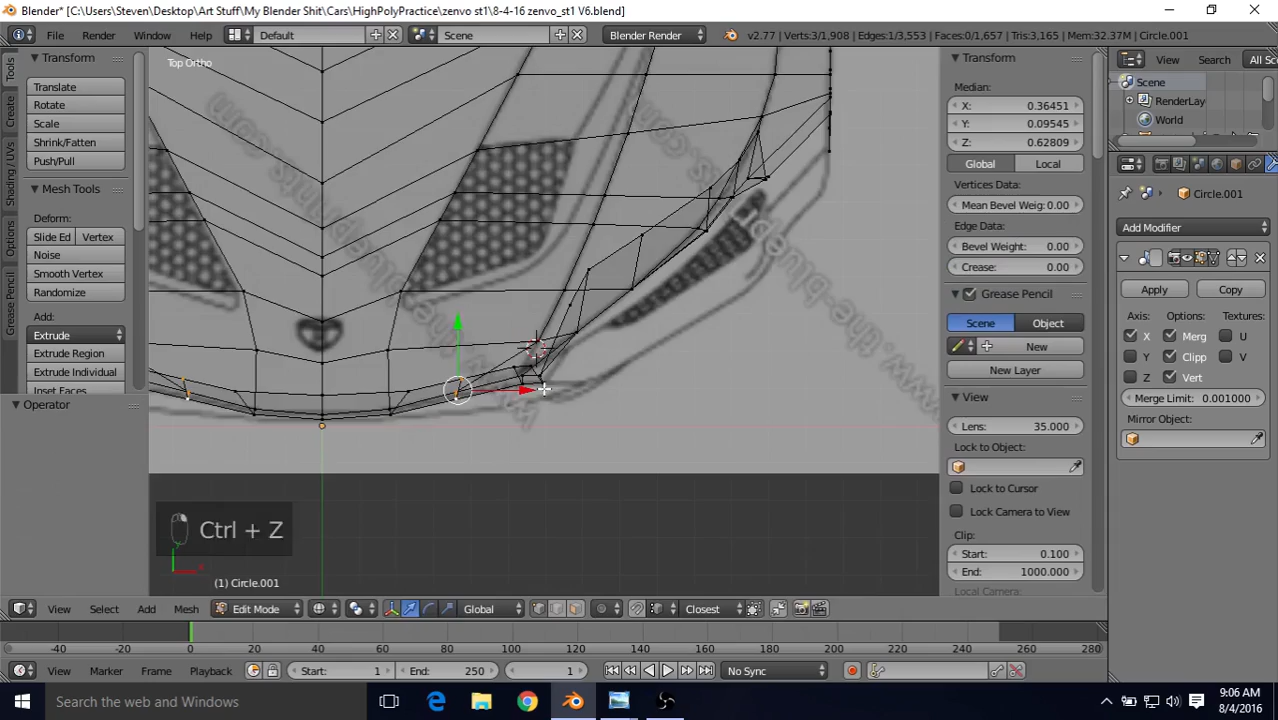 Blender* [C:\Users\Steven\Desktop\Art Stuff\My Blender Shit\Cars\HighPolyPractice\zenvo st1\8-4-16 zenvo_st1 V6.blend]
File Render Window Help Default Scene Blender Render v2.77 | Verts:3/1,908 | Edges:1/3,553 | Faces:0/1,657 | Tris:3,165 | Mem:32.37M | Circle.001
Tools
Create
Shading / UVs
Options
Grease Pencil
Transform
Translate
Rotate
Scale
Shrink/Fatten
Push/Pull
Mesh Tools
Deform:
Slide Ed Vertex
Noise
Smooth Vertex
Randomize
Add:
Extrude
Extrude Region
Extrude Individual
Inset Faces
Operator
Top Ortho
Ctrl + Z
(1) Circle.001
Transform
Median:
X: 0.36451
Y: 0.09545
Z: 0.62809
Global Local
Vertices Data:
Mean Bevel Weig: 0.00
Edge Data:
Bevel Weight: 0.00
Crease: 0.00
Grease Pencil
Scene Object
New
New Layer
View
Lens: 35.000
Lock to Object:
Lock to Cursor
Lock Camera to View
Clip:
Start: 0.100
End: 1000.000
Local Camera:
View Search All Sc
Scene
RenderLay
World
Circle.001
Add Modifier
Apply Copy
Axis: Options: Textures:
X Merg U
Y Clipp V
Z Vert
Merge Limit: 0.001000
Mirror Object:
View Select Add Mesh Edit Mode Global Closest
-40 -20 0 20 40 60 80 100 120 140 160 180 200 220 240 260 280
View Marker Frame Playback Start: 1 End: 250 1 No Sync
Search the web and Windows
9:06 AM
8/4/2016